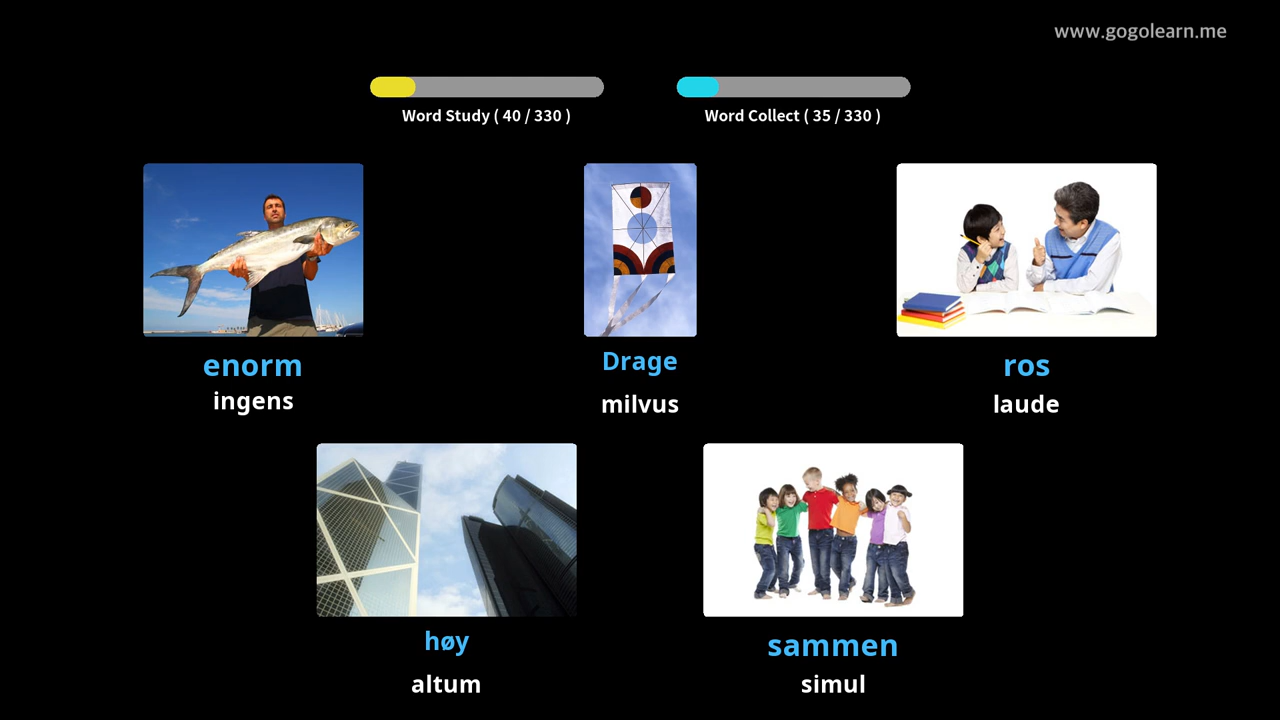 www.gogolearn.me
Word Study ( 40 / 330 )
Word Collect ( 35 / 330 )
enorm
ingens
Drage
milvus
ros
laude
høy
altum
sammen
simul